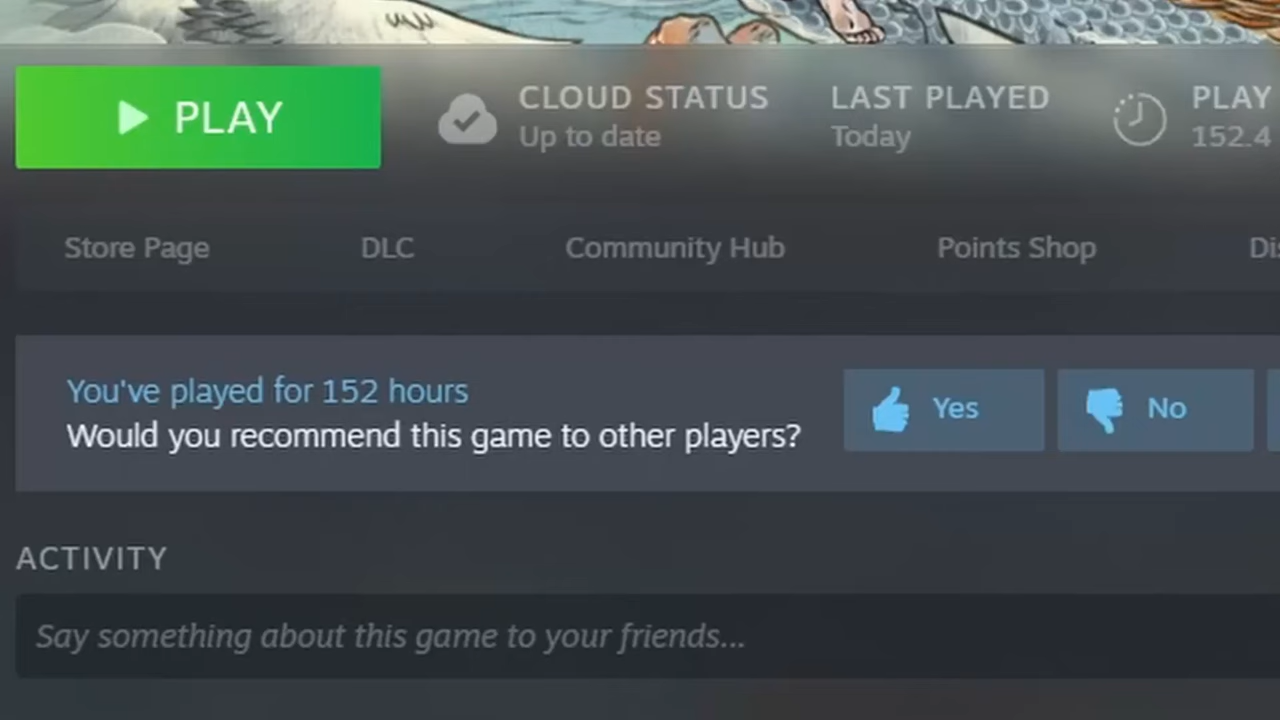 PLAY
CLOUD STATUS
Up to date
LAST PLAYED
Today
PLAY
152.4
Store Page
DLC
Community Hub
Points Shop
You've played for 152 hours
Would you recommend this game to other players?
Yes
No
ACTIVITY
Say something about this game to your friends...